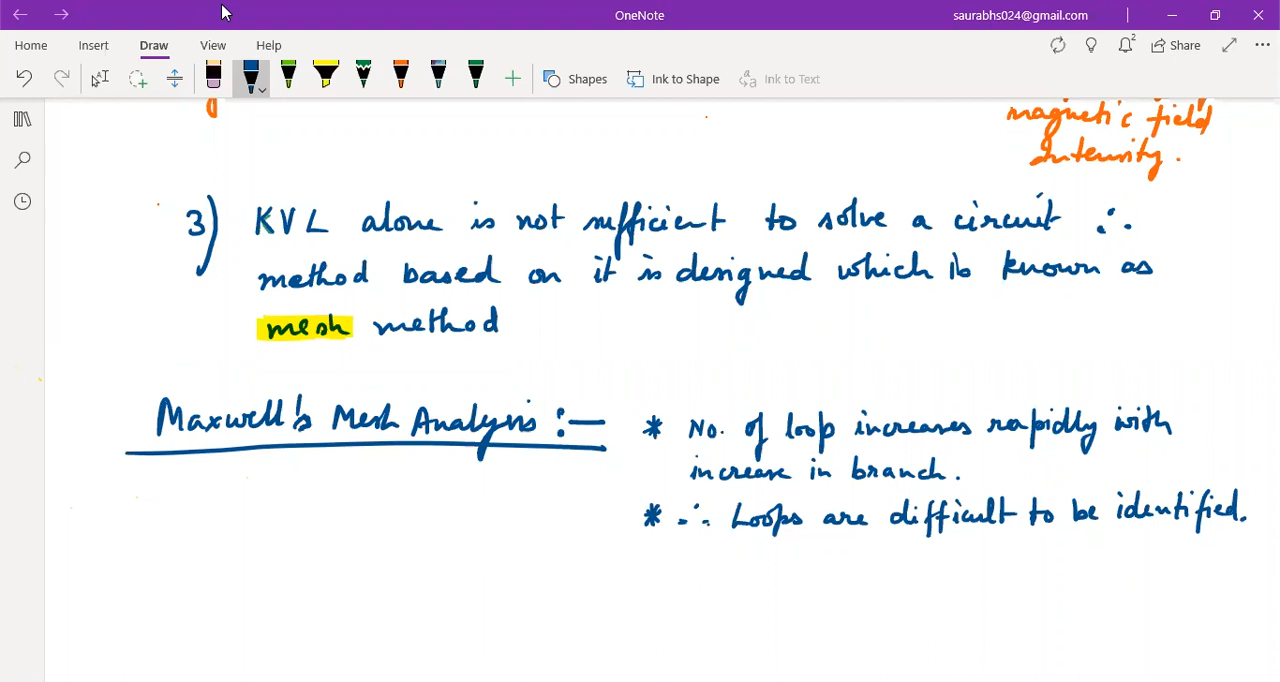 OneNote
saurabhs024@gmail.com
Home Insert Draw View Help
Share
Shapes Ink to Shape Ink to Text
magnetic field
Intensity.
3) KVL alone is not sufficient to solve a circuit ∴
method based on it is designed which is known as
mesh method
Maxwell's Mesh Analysis :—
* No. of loop increases rapidly with
increase in branch.
* ∴ Loops are difficult to be identified.